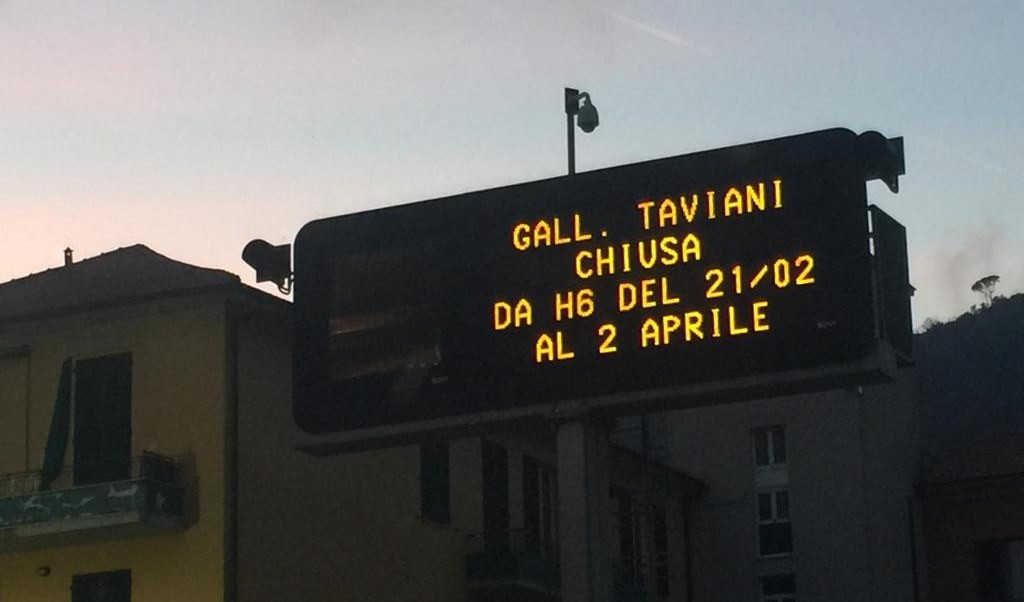 GALL. TAVIANI
CHIUSA
DA H6 DEL 21/02
AL 2 APRILE